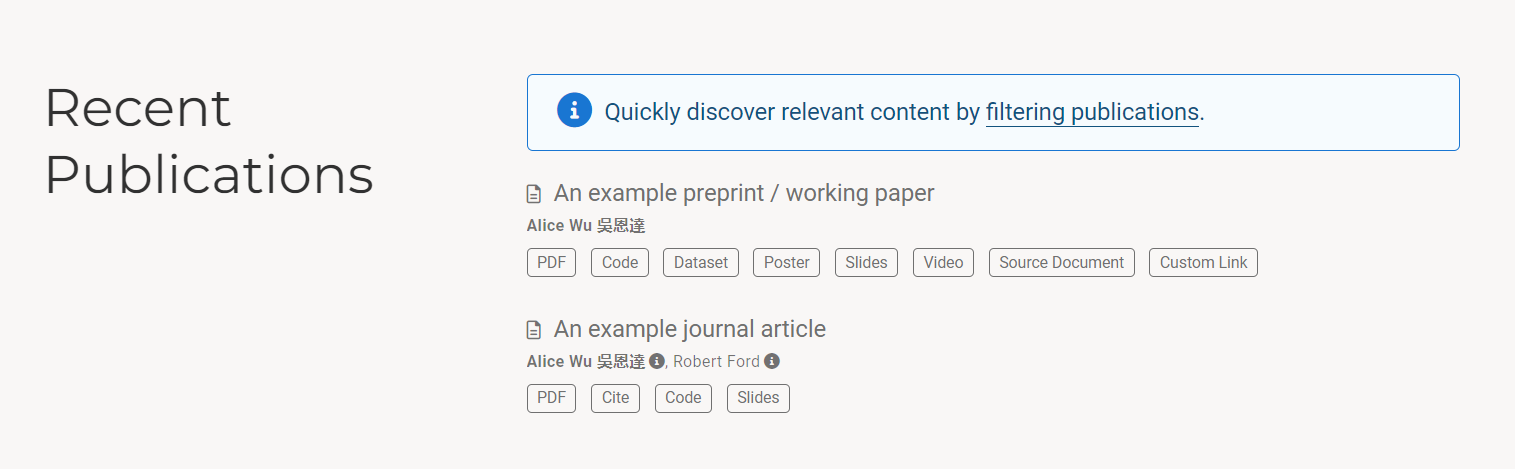 Recent
Publications
Quickly discover relevant content by filtering publications.
An example preprint / working paper
Alice Wu 吳恩達
PDF Code Dataset Poster Slides Video Source Document Custom Link
An example journal article
Alice Wu 吳恩達, Robert Ford
PDF Cite Code Slides